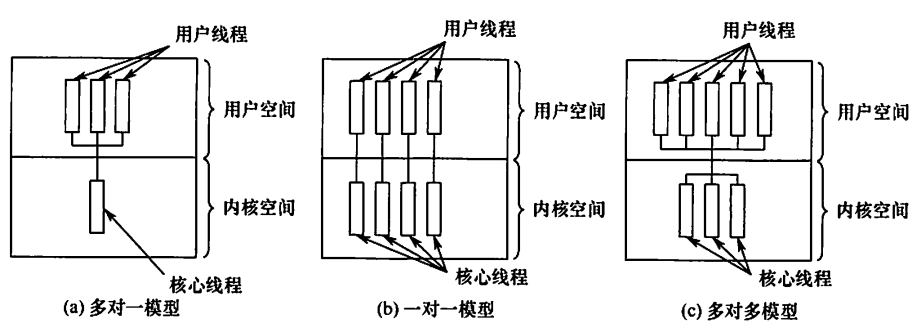 用户线程
用户线程
用户线程
用户空间
用户空间
用户空间
内核空间
内核空间
内核空间
核心线程
核心线程
核心线程
(a) 多对一模型
(b) 一对一模型
(c) 多对多模型